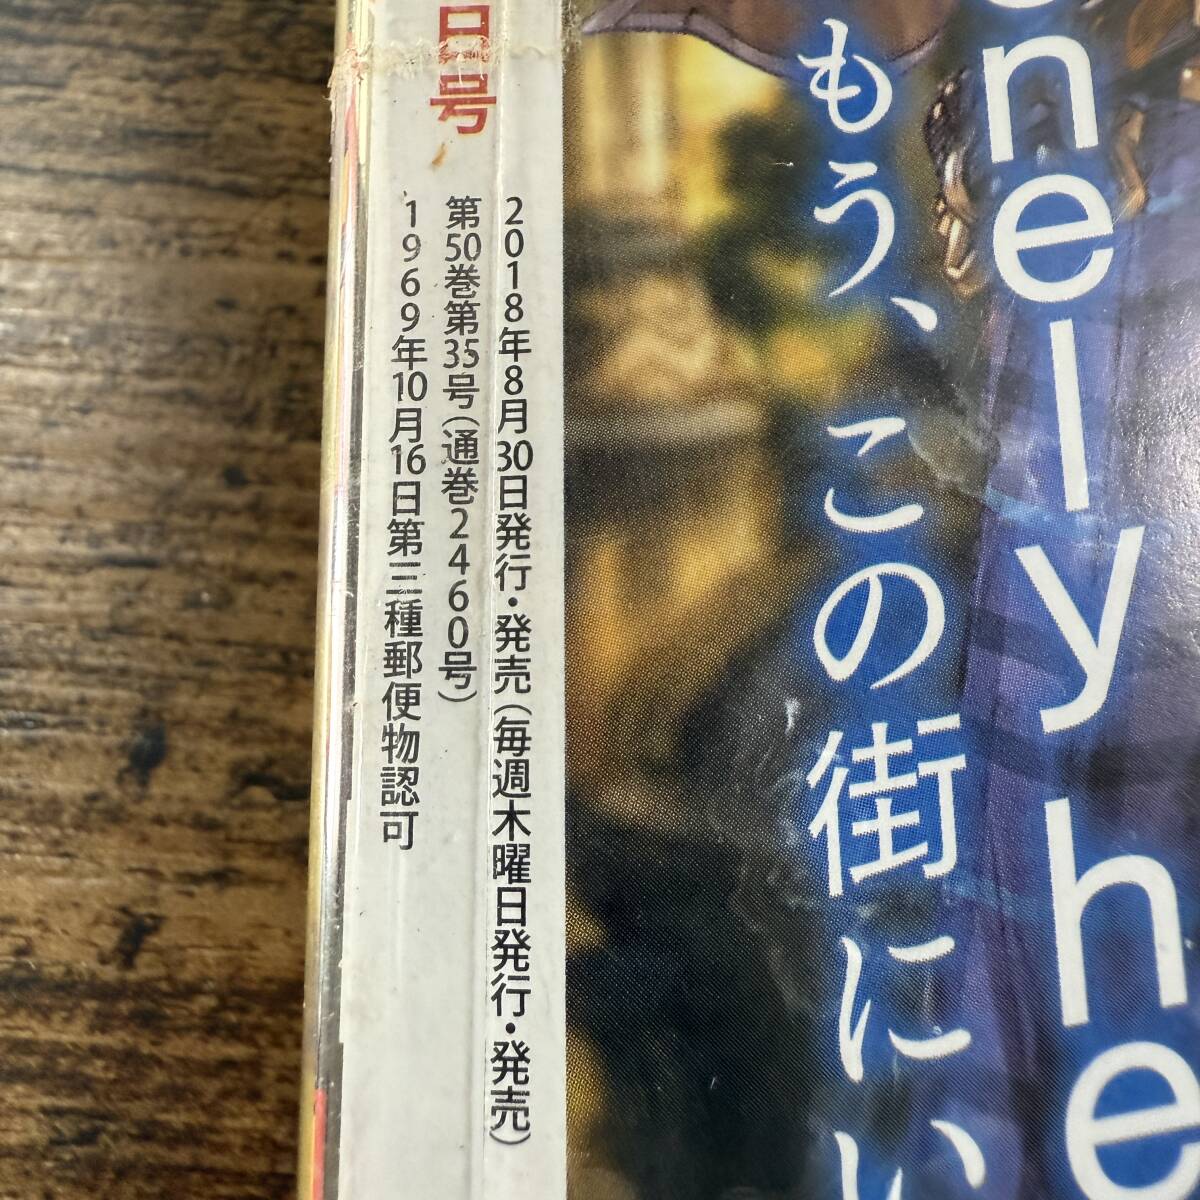 日号
2018年8月30日発行・発売（毎週木曜日発行・発売）
第50巻第35号（通巻2460号）
1969年10月16日第三種郵便物認可
nely he
もう、この街にい